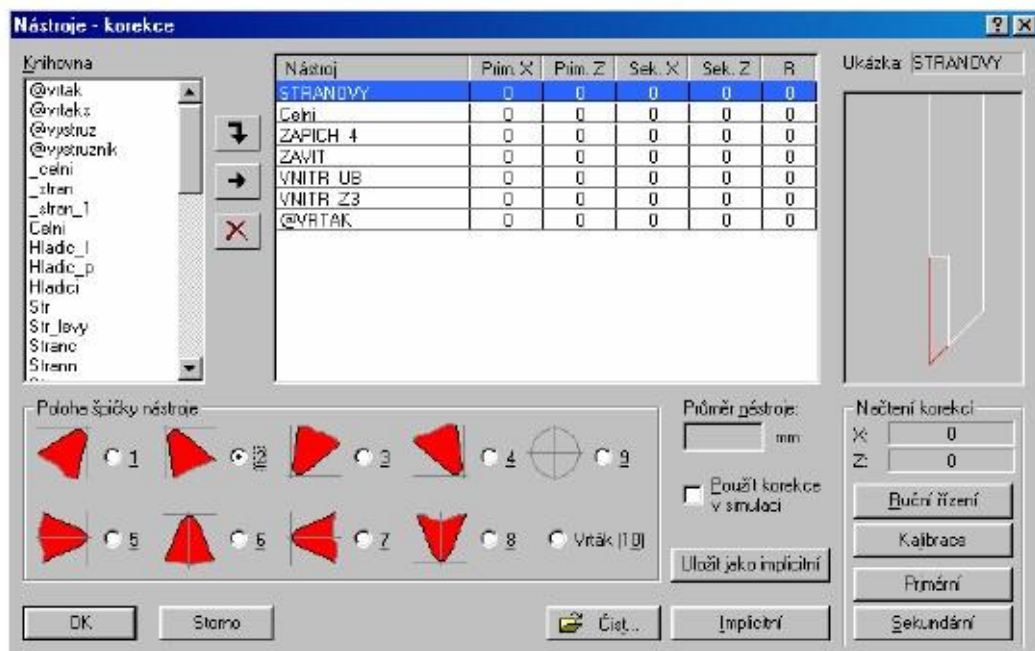 Nástroje - korekce
Knihovna
@vrtak
@vrtaks
@vystruz
@vystruznik
_celni
_stran
_stran_1
Celni
Hladic_l
Hladic_p
Hladici
Str
Str_levy
Stranc
Strann
Nástroj Prim. X Prim. Z Sek. X Sek. Z R
STRANOVY 0 0 0 0 0
Celni 0 0 0 0 0
ZAPICH_4 0 0 0 0 0
ZAVIT 0 0 0 0 0
VNITR_UB 0 0 0 0 0
VNITR_Z3 0 0 0 0 0
@VRTAK 0 0 0 0 0
Ukázka: STRANOVY
Poloha špičky nástroje
1 2 3 4 9
5 6 7 8 Vrták (10)
Průměr nástroje:
mm
Použít korekce
v simulaci
Uložit jako implicitní
Načtení korekcí
X: 0
Z: 0
Ruční řízení
Kalibrace
Primární
Sekundární
OK Storno Číst... Implicitní